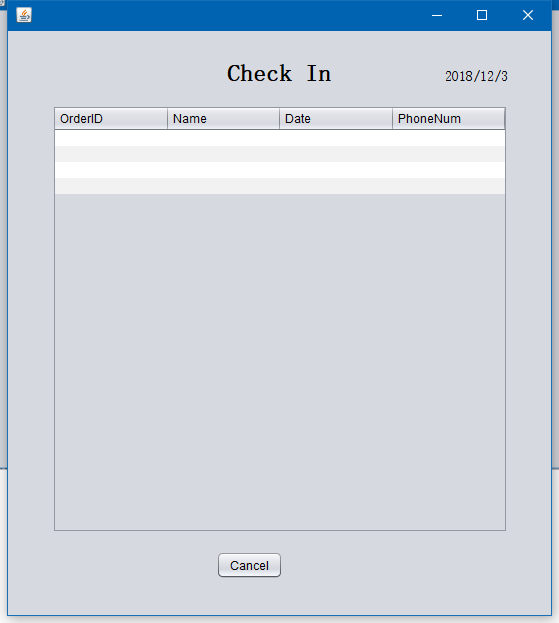 Check In
2018/12/3
OrderID Name Date PhoneNum
Cancel